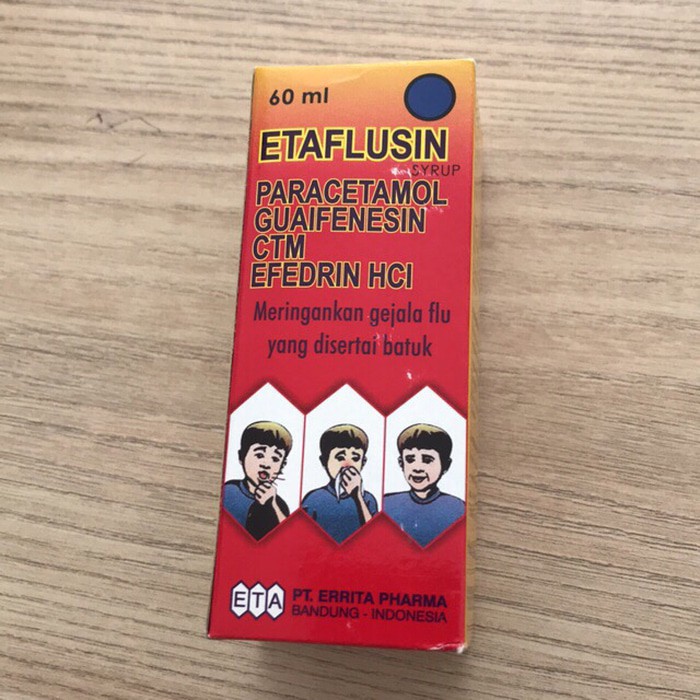 60 ml
ETAFLUSIN
SYRUP
PARACETAMOL
GUAIFENESIN
CTM
EFEDRIN HCl
Meringankan gejala flu
yang disertai batuk
ETA
PT. ERRITA PHARMA
BANDUNG - INDONESIA